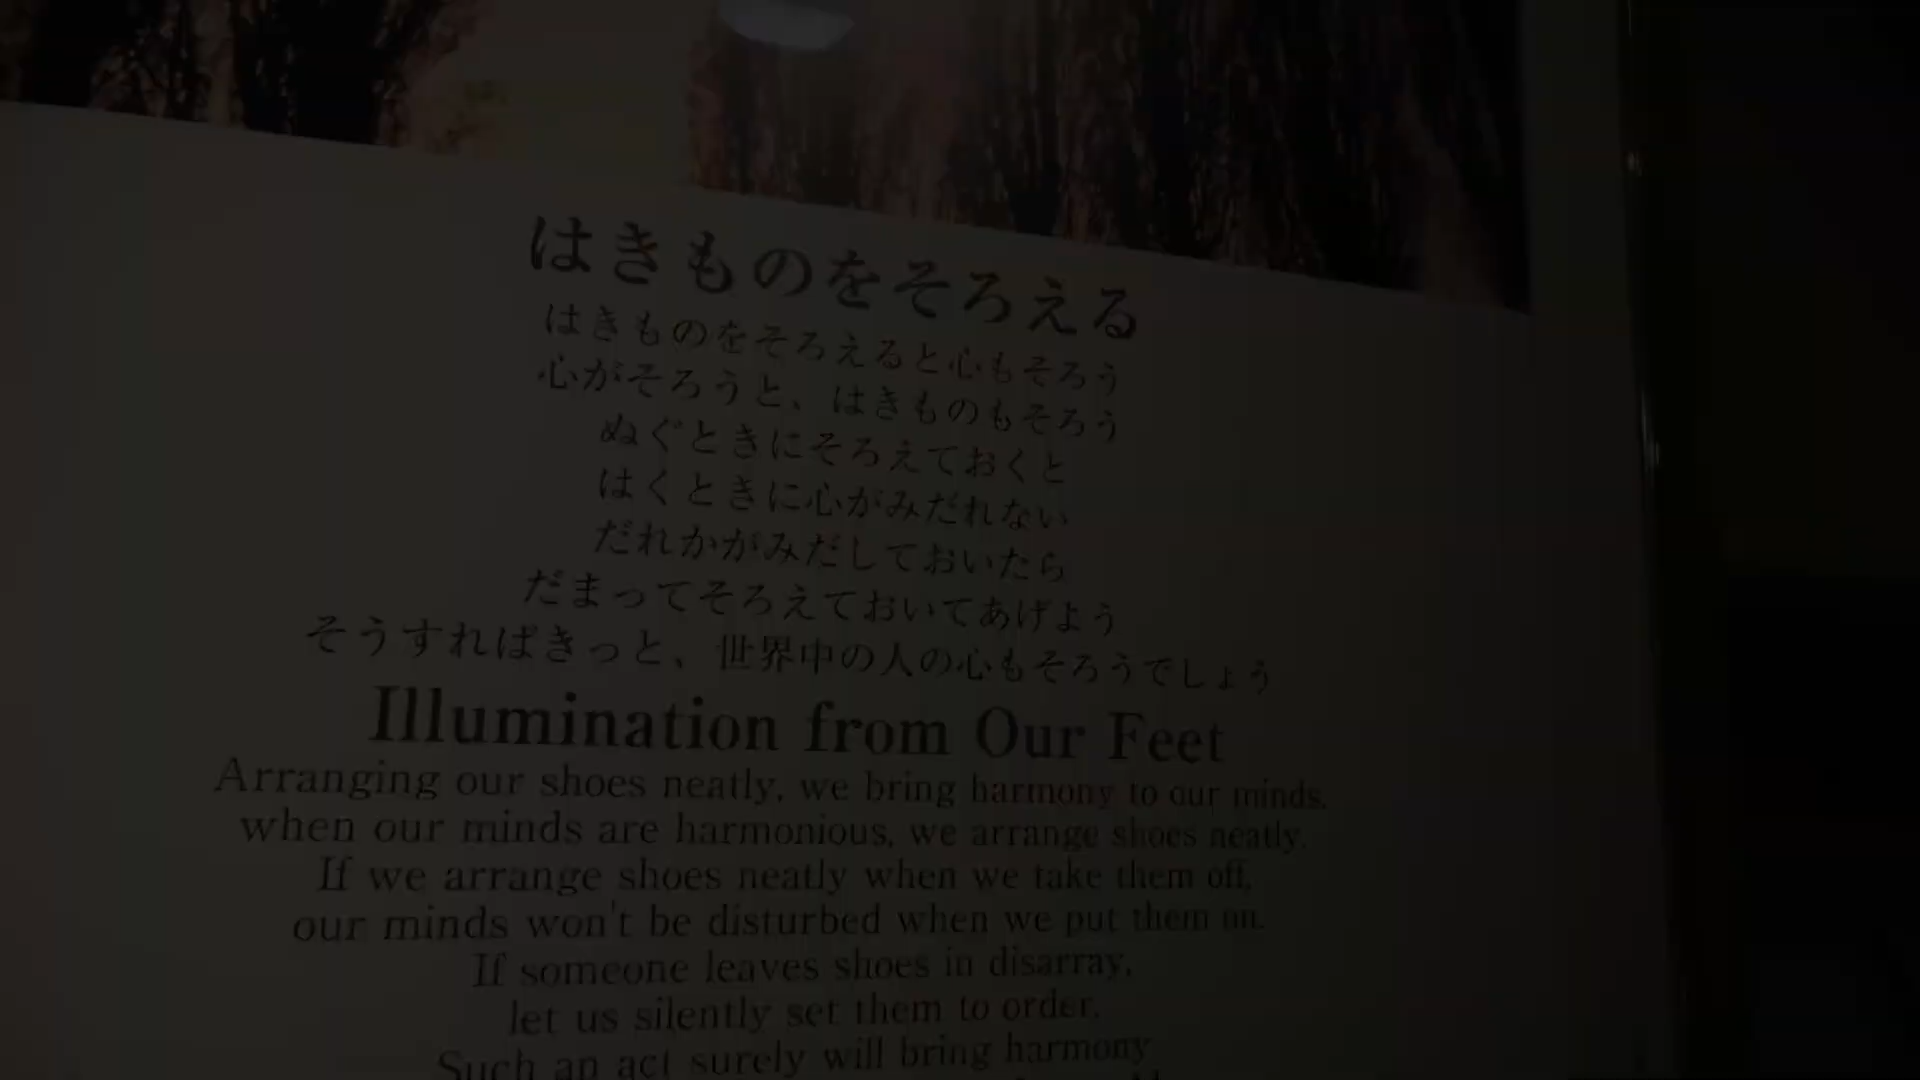 はきものをそろえる
はきものをそろえると心もそろう
心がそろうと、はきものもそろう
ぬぐときにそろえておくと
はくときに心がみだれない
だれかがみだしておいたら
だまってそろえておいてあげよう
そうすればきっと、世界中の人の心もそろうでしょう
Illumination from Our Feet
Arranging our shoes neatly, we bring harmony to our minds,
when our minds are harmonious, we arrange shoes neatly.
If we arrange shoes neatly when we take them off,
our minds won't be disturbed when we put them on.
If someone leaves shoes in disarray,
let us silently set them to order.
Such an act surely will bring harmony